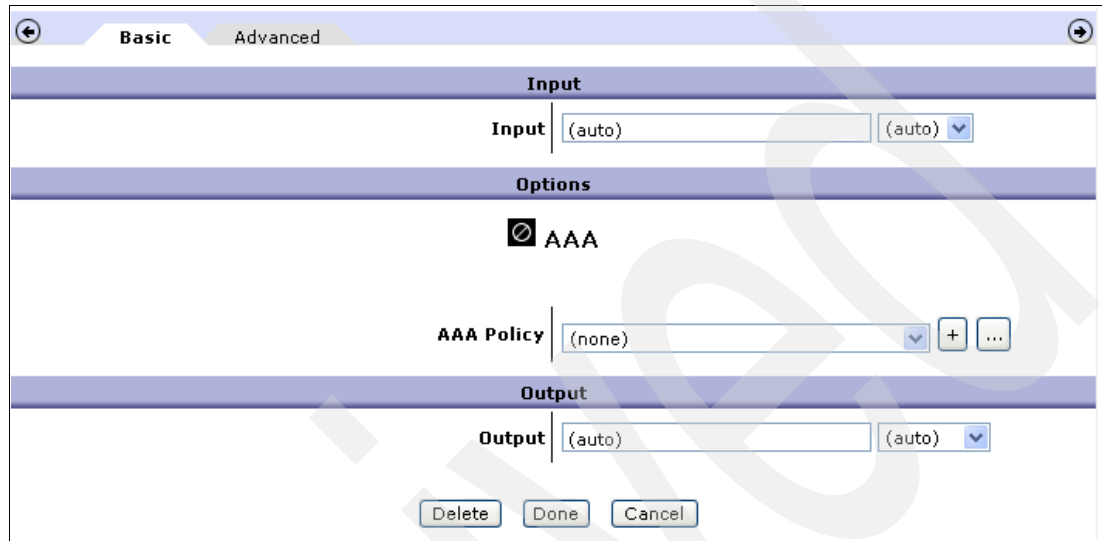 Basic Advanced
Input
Input (auto) (auto)
Options
AAA
AAA Policy (none) + ...
Output
Output (auto) (auto)
Delete Done Cancel